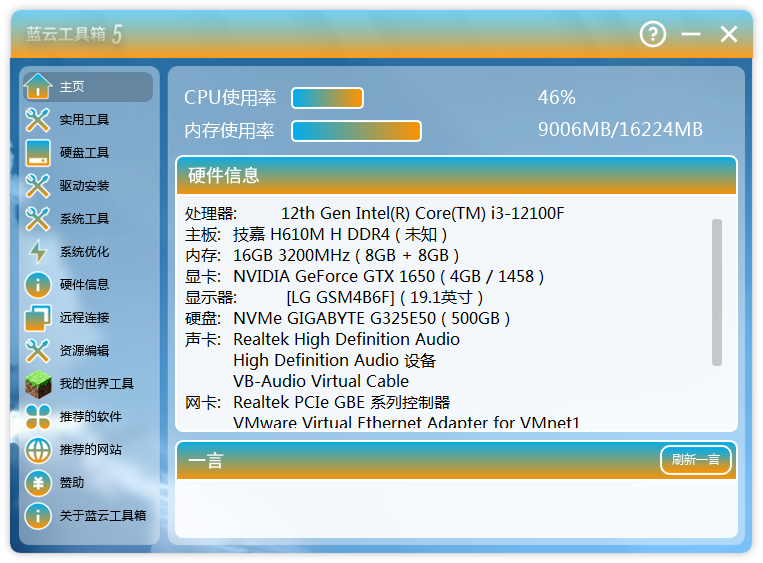 蓝云工具箱 5
?
主页
实用工具
硬盘工具
驱动安装
系统工具
系统优化
硬件信息
远程连接
资源编辑
我的世界工具
推荐的软件
推荐的网站
赞助
关于蓝云工具箱
CPU使用率 46%
内存使用率 9006MB/16224MB
硬件信息
处理器: 12th Gen Intel(R) Core(TM) i3-12100F
主板: 技嘉 H610M H DDR4 ( 未知 )
内存: 16GB 3200MHz ( 8GB + 8GB )
显卡: NVIDIA GeForce GTX 1650 ( 4GB / 1458 )
显示器: [LG GSM4B6F] ( 19.1英寸 )
硬盘: NVMe GIGABYTE G325E50 ( 500GB )
声卡: Realtek High Definition Audio
High Definition Audio 设备
VB-Audio Virtual Cable
网卡: Realtek PCIe GBE 系列控制器
VMware Virtual Ethernet Adapter for VMnet1
一言
刷新一言